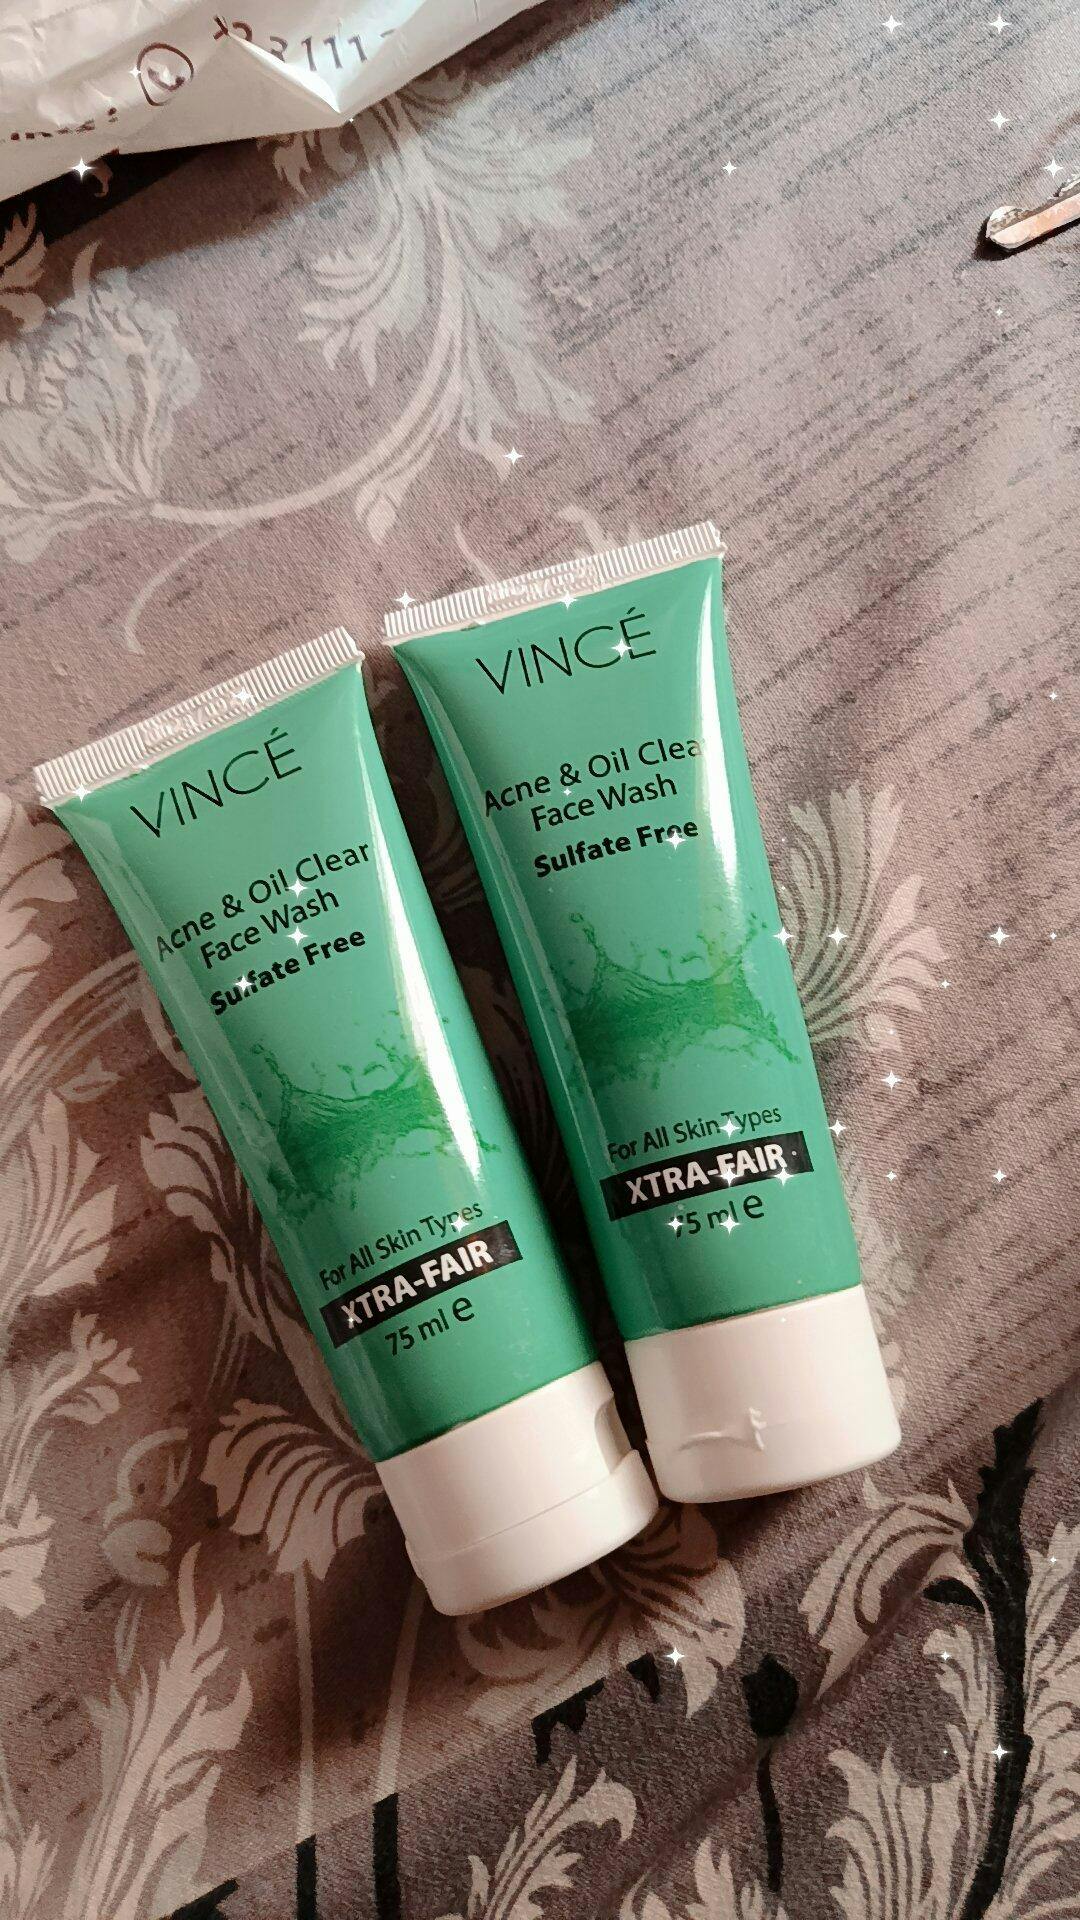 VINCÉ
Acne & Oil Clear
Face Wash
Sulfate Free
For All Skin Types
XTRA-FAIR
75 ml e
VINCÉ
Acne & Oil Clear
Face Wash
Sulfate Free
For All Skin Types
XTRA-FAIR
75 ml e